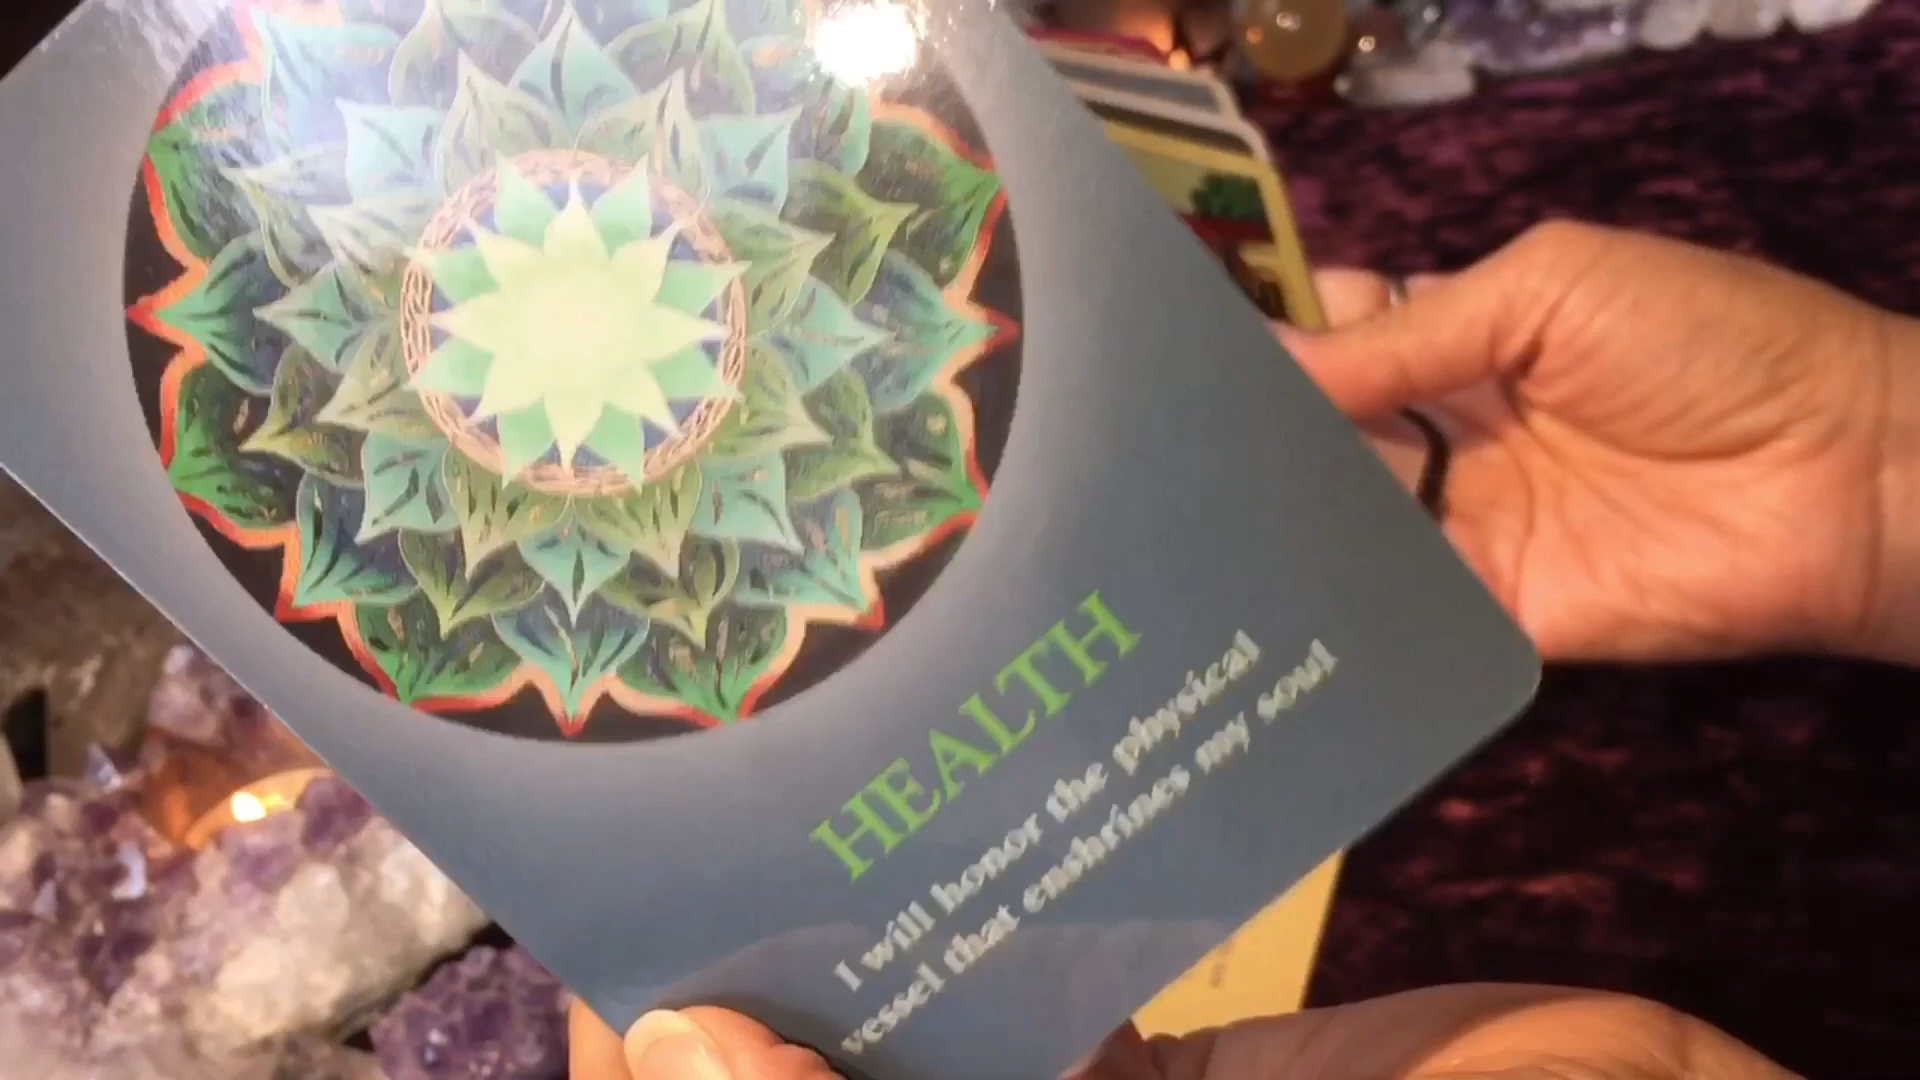 HEALTH
I will honor the physical
vessel that enshrines my soul